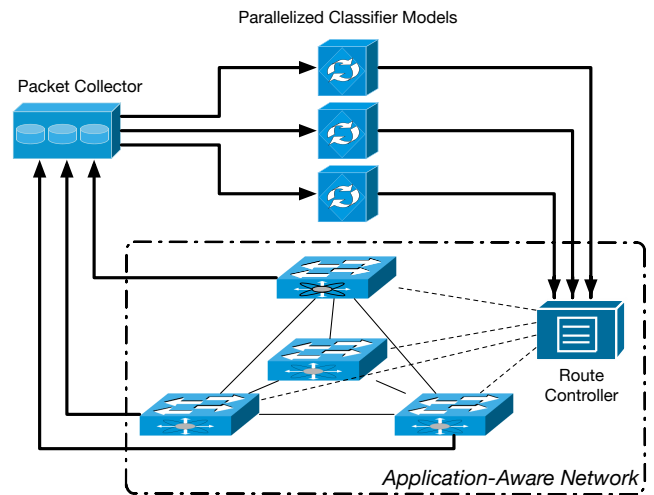 Parallelized Classifier Models
Packet Collector
Route
Controller
Application-Aware Network